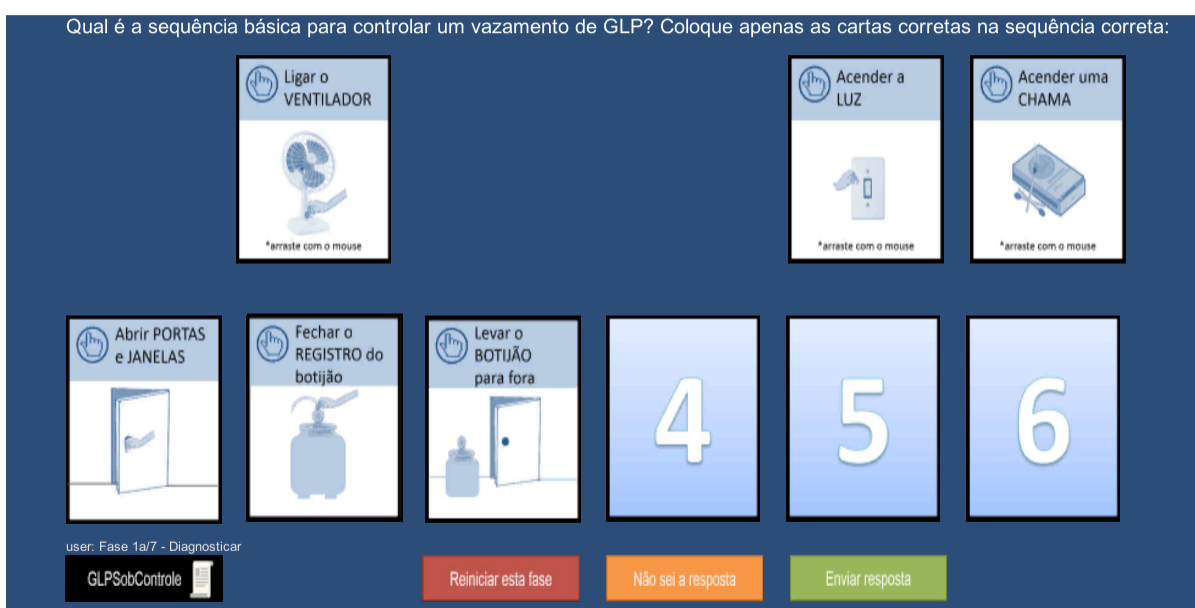 Qual é a sequência básica para controlar um vazamento de GLP? Coloque apenas as cartas corretas na sequência correta:
Ligar o
VENTILADOR
*arraste com o mouse
Acender a
LUZ
*arraste com o mouse
Acender uma
CHAMA
*arraste com o mouse
Abrir PORTAS
e JANELAS
Fechar o
REGISTRO do
botijão
Levar o
BOTIJÃO
para fora
4
5
6
user: Fase 1a/7 - Diagnosticar
GLPSobControle
Reiniciar esta fase
Não sei a resposta
Enviar resposta